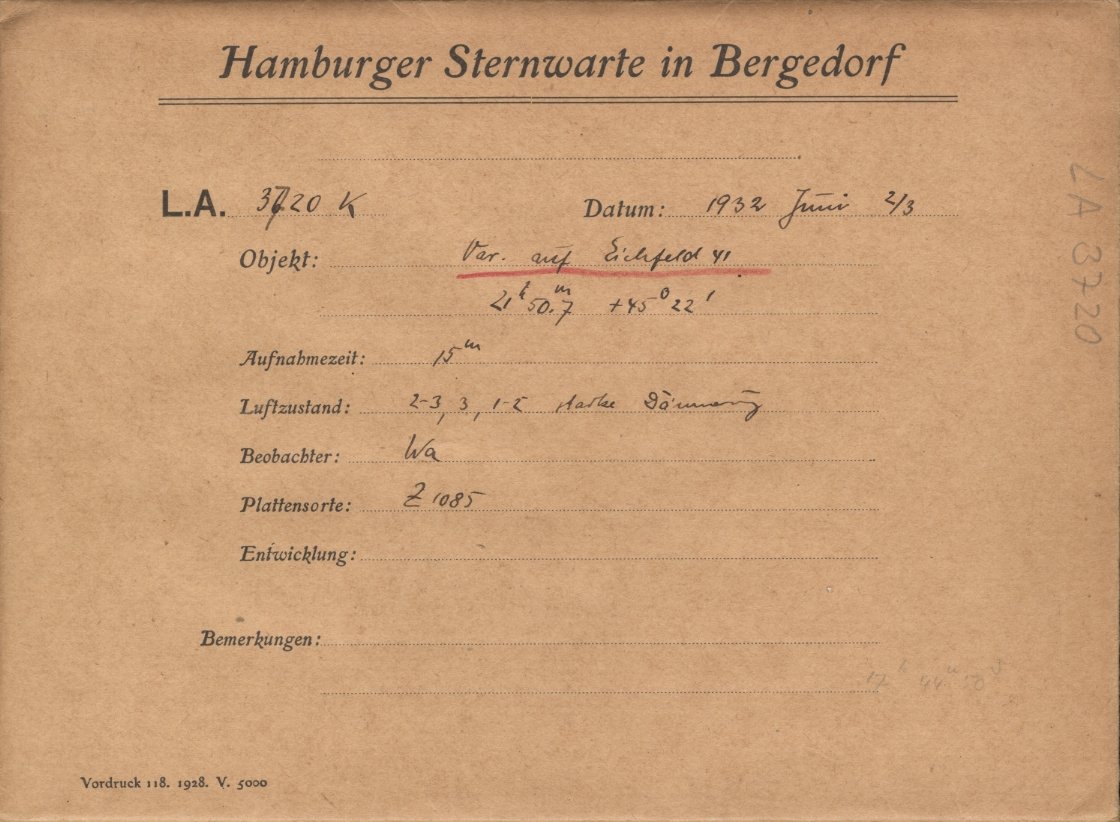 Hamburger Sternwarte in Bergedorf
L.A. 3720 K Datum: 1932 Juni 2/3
Objekt: Var. auf Eichfeld 41
21h 50.m7 +45° 22'
Aufnahmezeit: 15m
Luftzustand: 2-3, 3, 1-2 starke Dämmerung
Beobachter: Wa
Plattensorte: Z 1085
Entwicklung:
Bemerkungen:
17h 44m
Vordruck 118. 1928. V. 5000
LA 3720